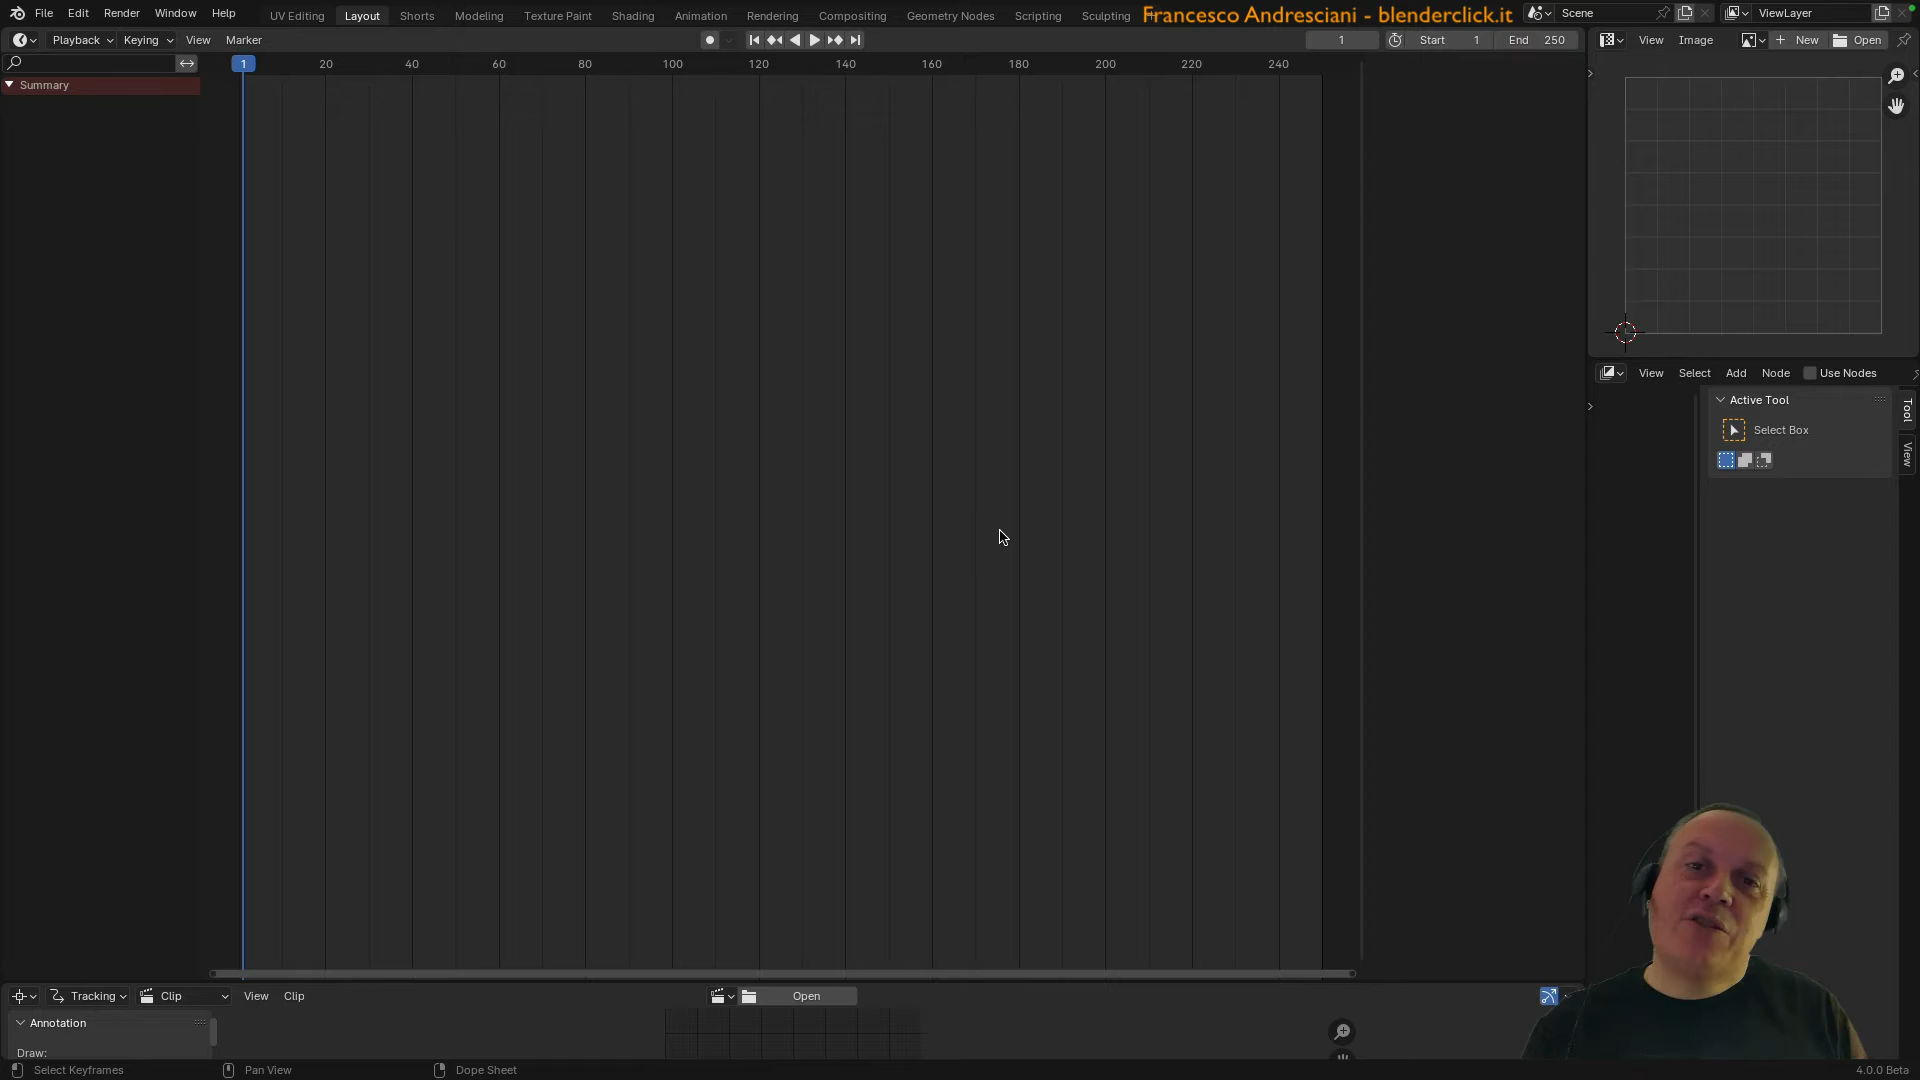 File Edit Render Window Help UV Editing Layout Shorts Modeling Texture Paint Shading Animation Rendering Compositing Geometry Nodes Scripting Sculpting Francesco Andresciani - blenderclick.it Scene ViewLayer
Playback Keying View Marker 1 Start 1 End 250 View Image New Open
1 20 40 60 80 100 120 140 160 180 200 220 240
Summary
View Select Add Node Use Nodes
Active Tool
Tool
Select Box
View
Tracking Clip View Clip Open
Annotation
Draw:
Select Keyframes Pan View Dope Sheet 4.0.0 Beta